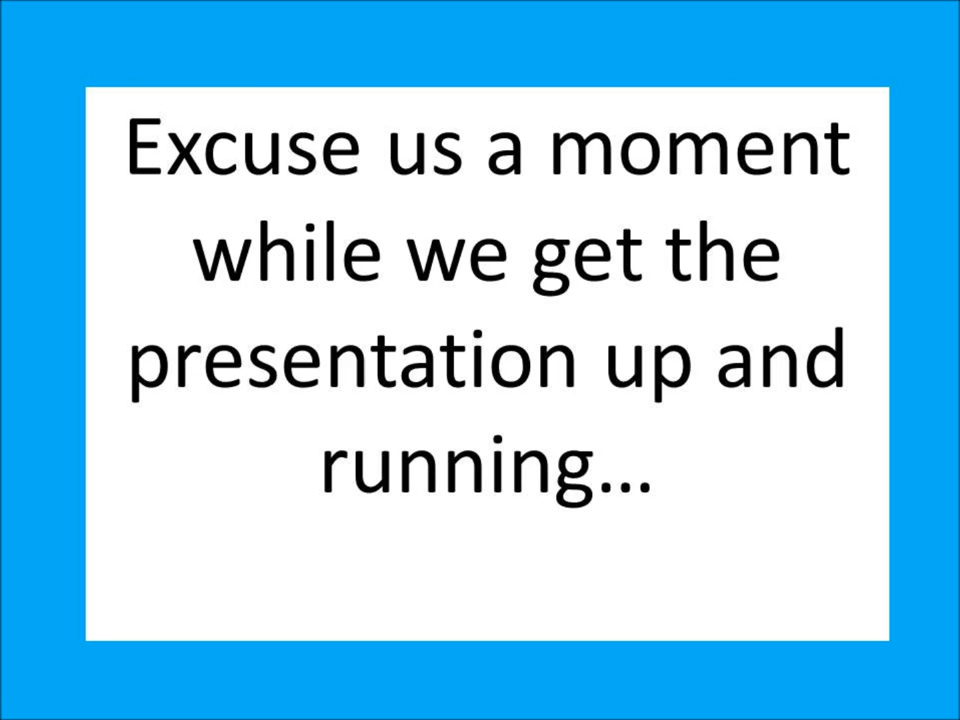 Excuse us a moment
while we get the
presentation up and
running...